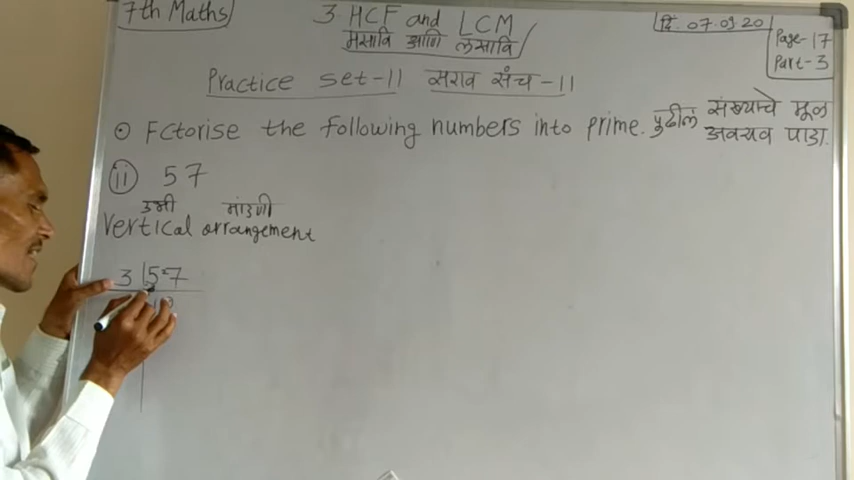 7th Maths
3. HCF and LCM
मसावि आणि लसावि
दि. 07.09 20
Page-17
Part-3
Practice set-11 सराव संच -11
⊙ Fctorise the following numbers into prime. पुढील संख्यांचे मूळ
अवयव पाडा.
(ii) 57
उभी मांडणी
Vertical arrangement
3 57